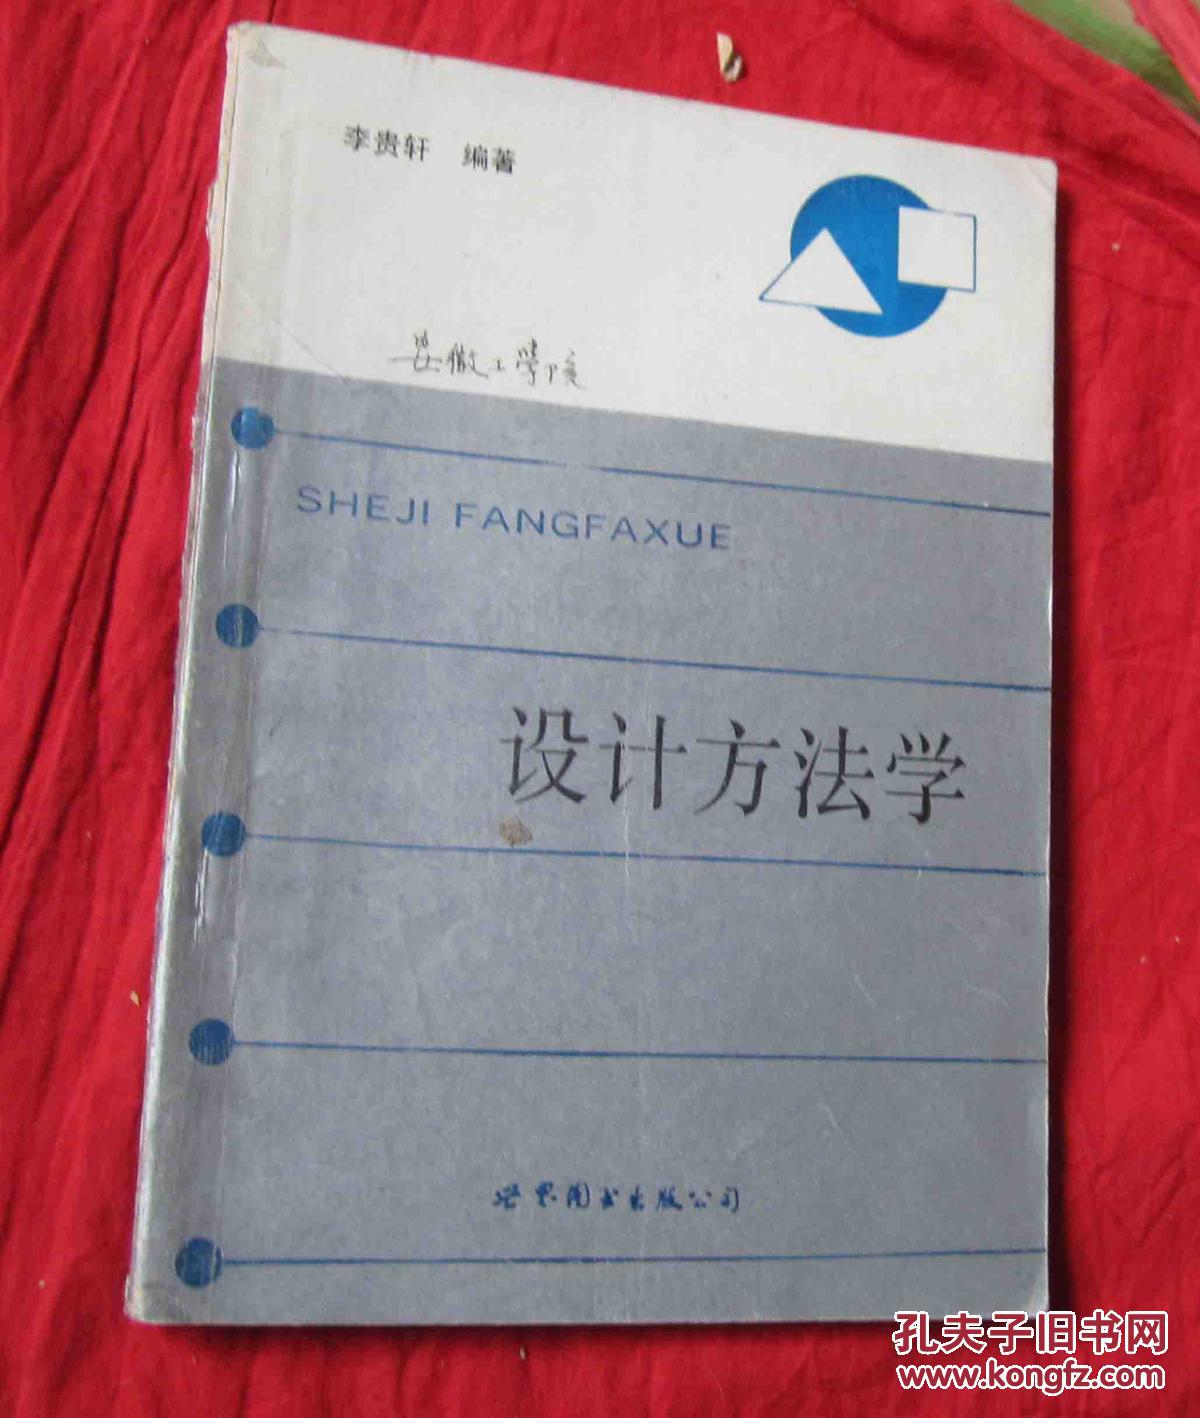 李贵轩 编著
安徽工学院
SHEJI FANGFAXUE
设计方法学
世界图书出版公司
孔夫子旧书网
www.kongfz.com